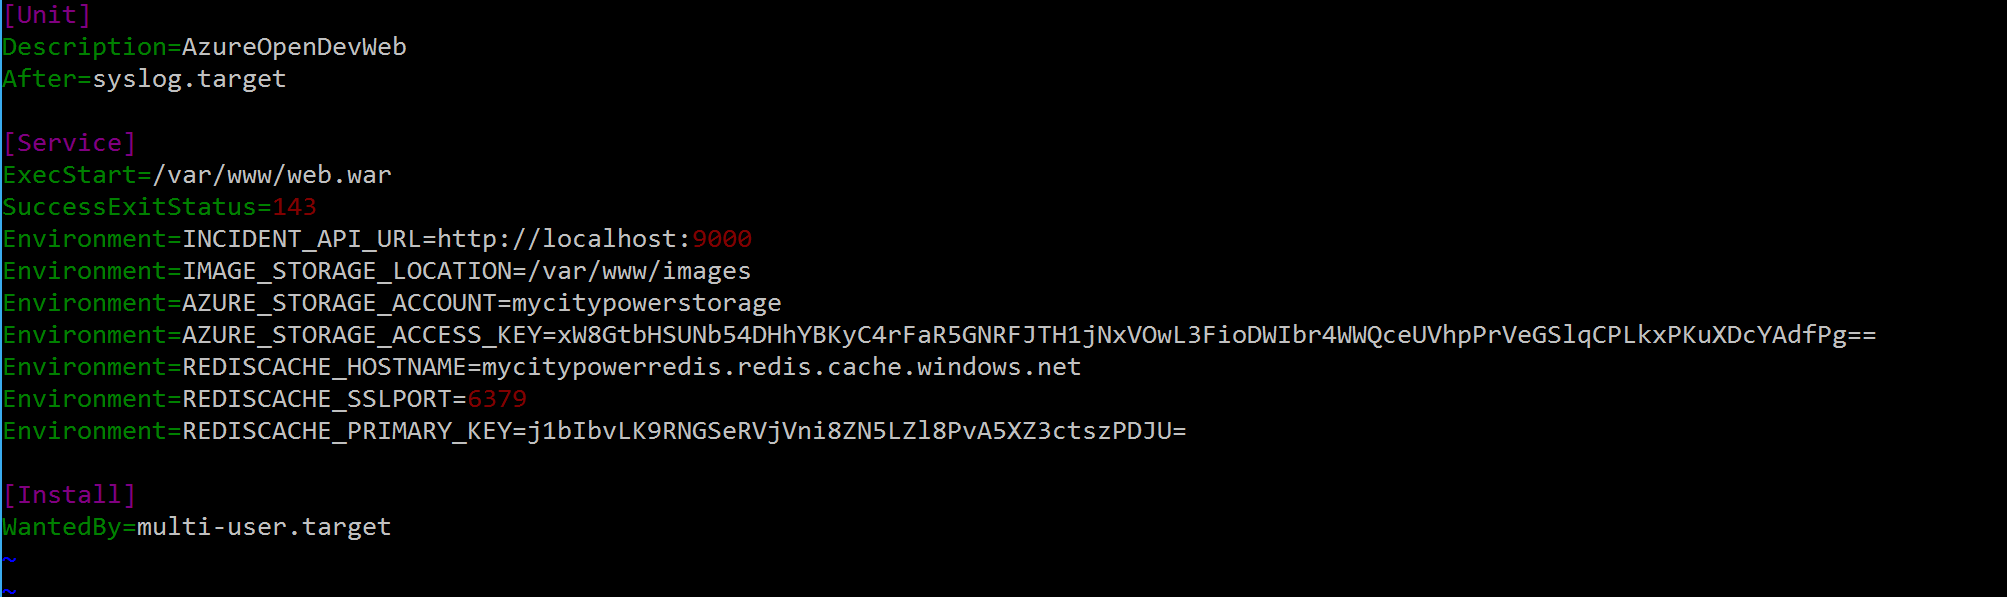 [Unit]
Description=AzureOpenDevWeb
After=syslog.target
[Service]
ExecStart=/var/www/web.war
SuccessExitStatus=143
Environment=INCIDENT_API_URL=http://localhost:9000
Environment=IMAGE_STORAGE_LOCATION=/var/www/images
Environment=AZURE_STORAGE_ACCOUNT=mycitypowerstorage
Environment=AZURE_STORAGE_ACCESS_KEY=xW8GtbHSUNb54DHhYBKyC4rFaR5GNRFJTH1jNxVOwL3FioDWIbr4WWQceUVhpPrVeGSlqCPLkxPKuXDcYAdfPg==
Environment=REDISCACHE_HOSTNAME=mycitypowerredis.redis.cache.windows.net
Environment=REDISCACHE_SSLPORT=6379
Environment=REDISCACHE_PRIMARY_KEY=j1bIbvLK9RNGSeRVjVni8ZN5LZl8PvA5XZ3ctszPDJU=
[Install]
WantedBy=multi-user.target
~
~